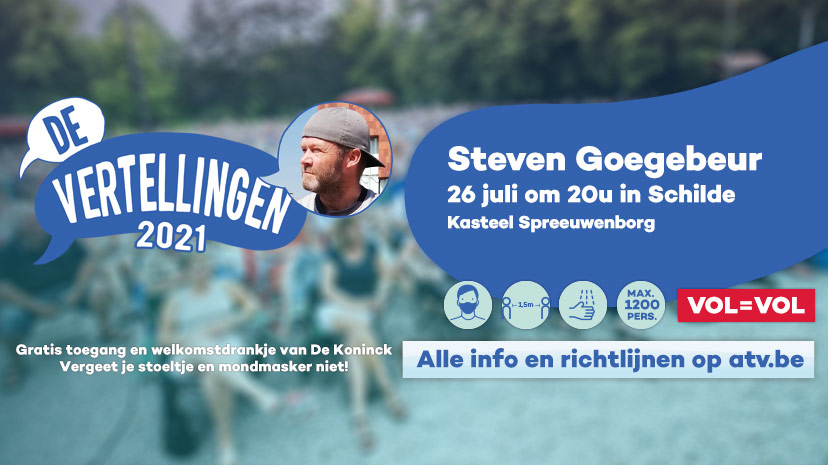 DE
VERTELLINGEN
2021
Steven Goegebeur
26 juli om 20u in Schilde
Kasteel Spreeuwenborg
1,5m
MAX.
1200
PERS.
VOL=VOL
Gratis toegang en welkomstdrankje van De Koninck
Vergeet je stoeltje en mondmasker niet!
Alle info en richtlijnen op atv.be